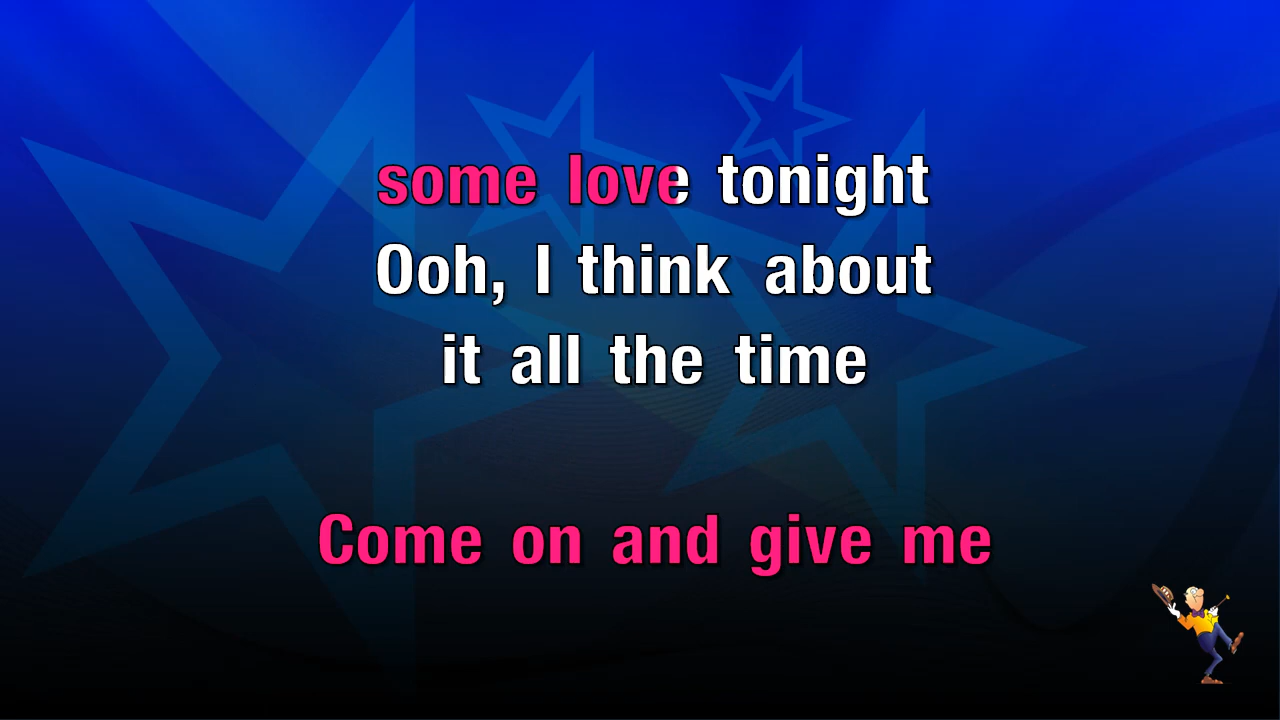 some love tonight
Ooh, I think about
it all the time
Come on and give me